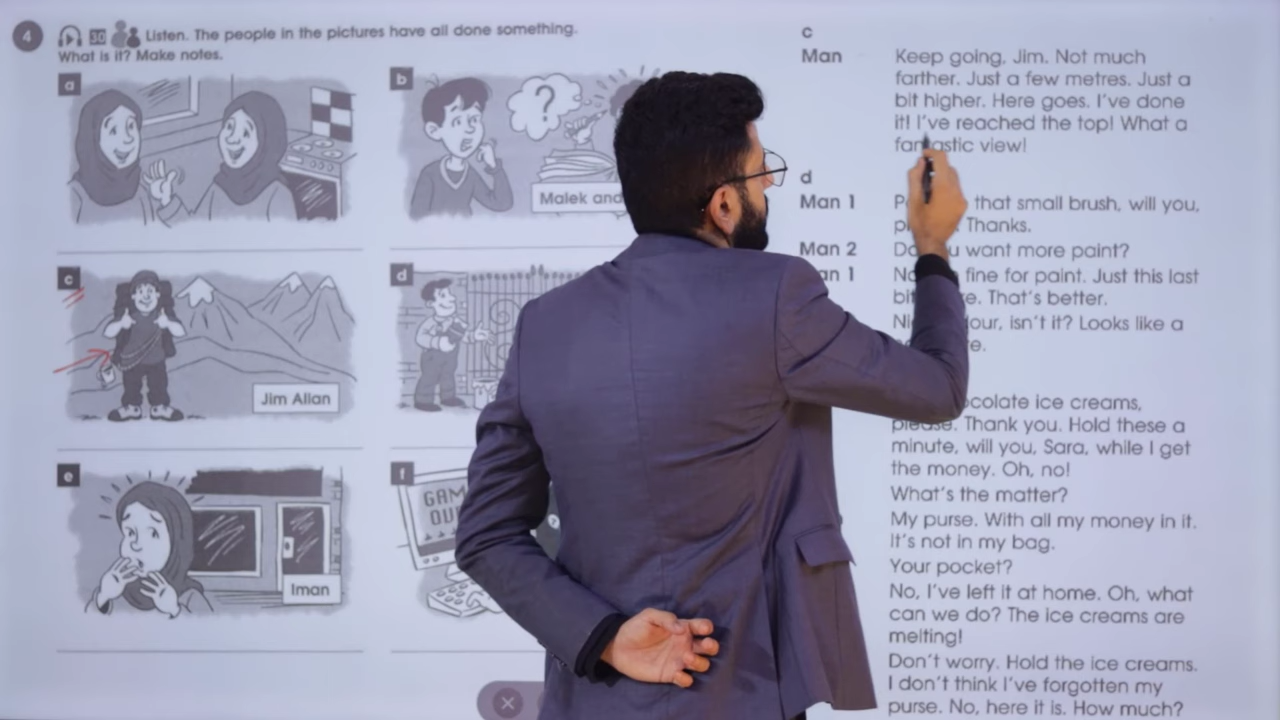 4 30 Listen. The people in the pictures have all done something.
What is it? Make notes.
a
b
?
Malek and
c
Jim Allan
d
e
Iman
f
GAM
OV
c
Man Keep going, Jim. Not much
farther. Just a few metres. Just a
bit higher. Here goes. I've done
it! I've reached the top! What a
fantastic view!
d
Man 1 that small brush, will you,
Thanks.
Man 2 want more paint?
1 fine for paint. Just this last
That's better.
isn't it? Looks like a
ice creams,
please. Thank you. Hold these a
minute, will you, Sara, while I get
the money. Oh, no!
What's the matter?
My purse. With all my money in it.
It's not in my bag.
Your pocket?
No, I've left it at home. Oh, what
can we do? The ice creams are
melting!
Don't worry. Hold the ice creams.
I don't think I've forgotten my
purse. No, here it is. How much?